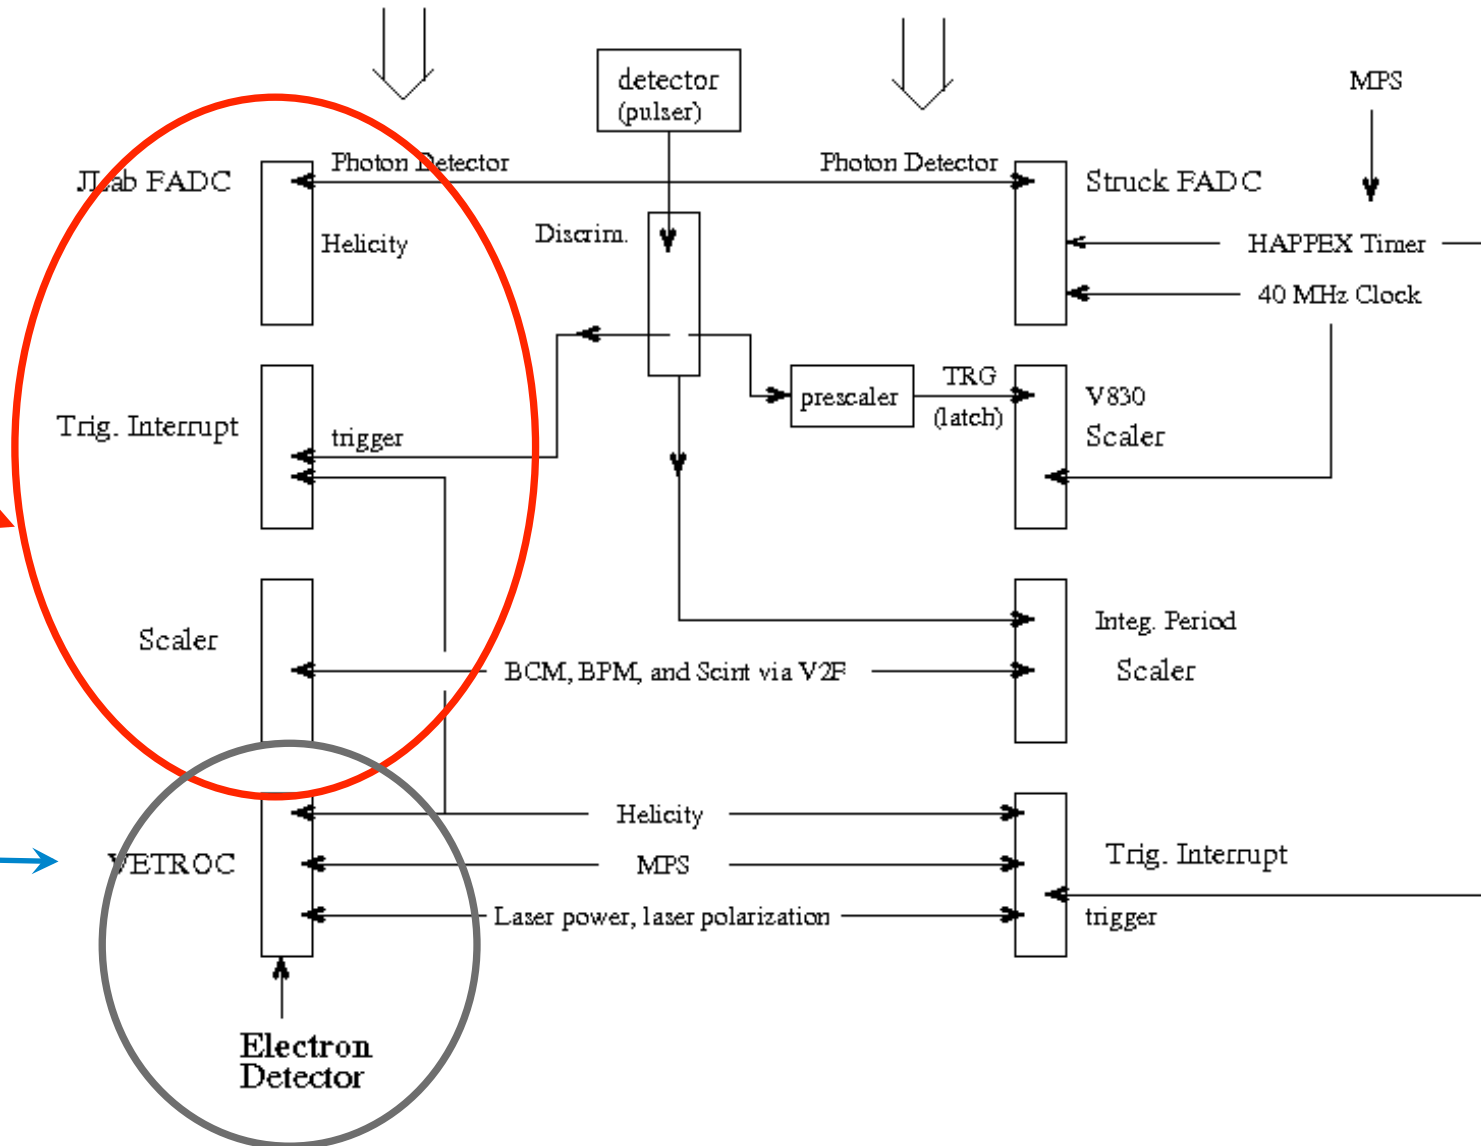 detector
(pulser)
MPS
Photon Detector
Photon Detector
JLab FADC
Struck FADC
Helicity
Discrim.
HAPPEX Timer
40 MHz Clock
TRG
prescaler
(latch)
V830
Scaler
Trig. Interrupt
trigger
Scaler
Integ. Period
Scaler
BCM, BPM, and Scint via V2F
Helicity
VETROC
MPS
Trig. Interrupt
Laser power, laser polarization
trigger
Electron
Detector